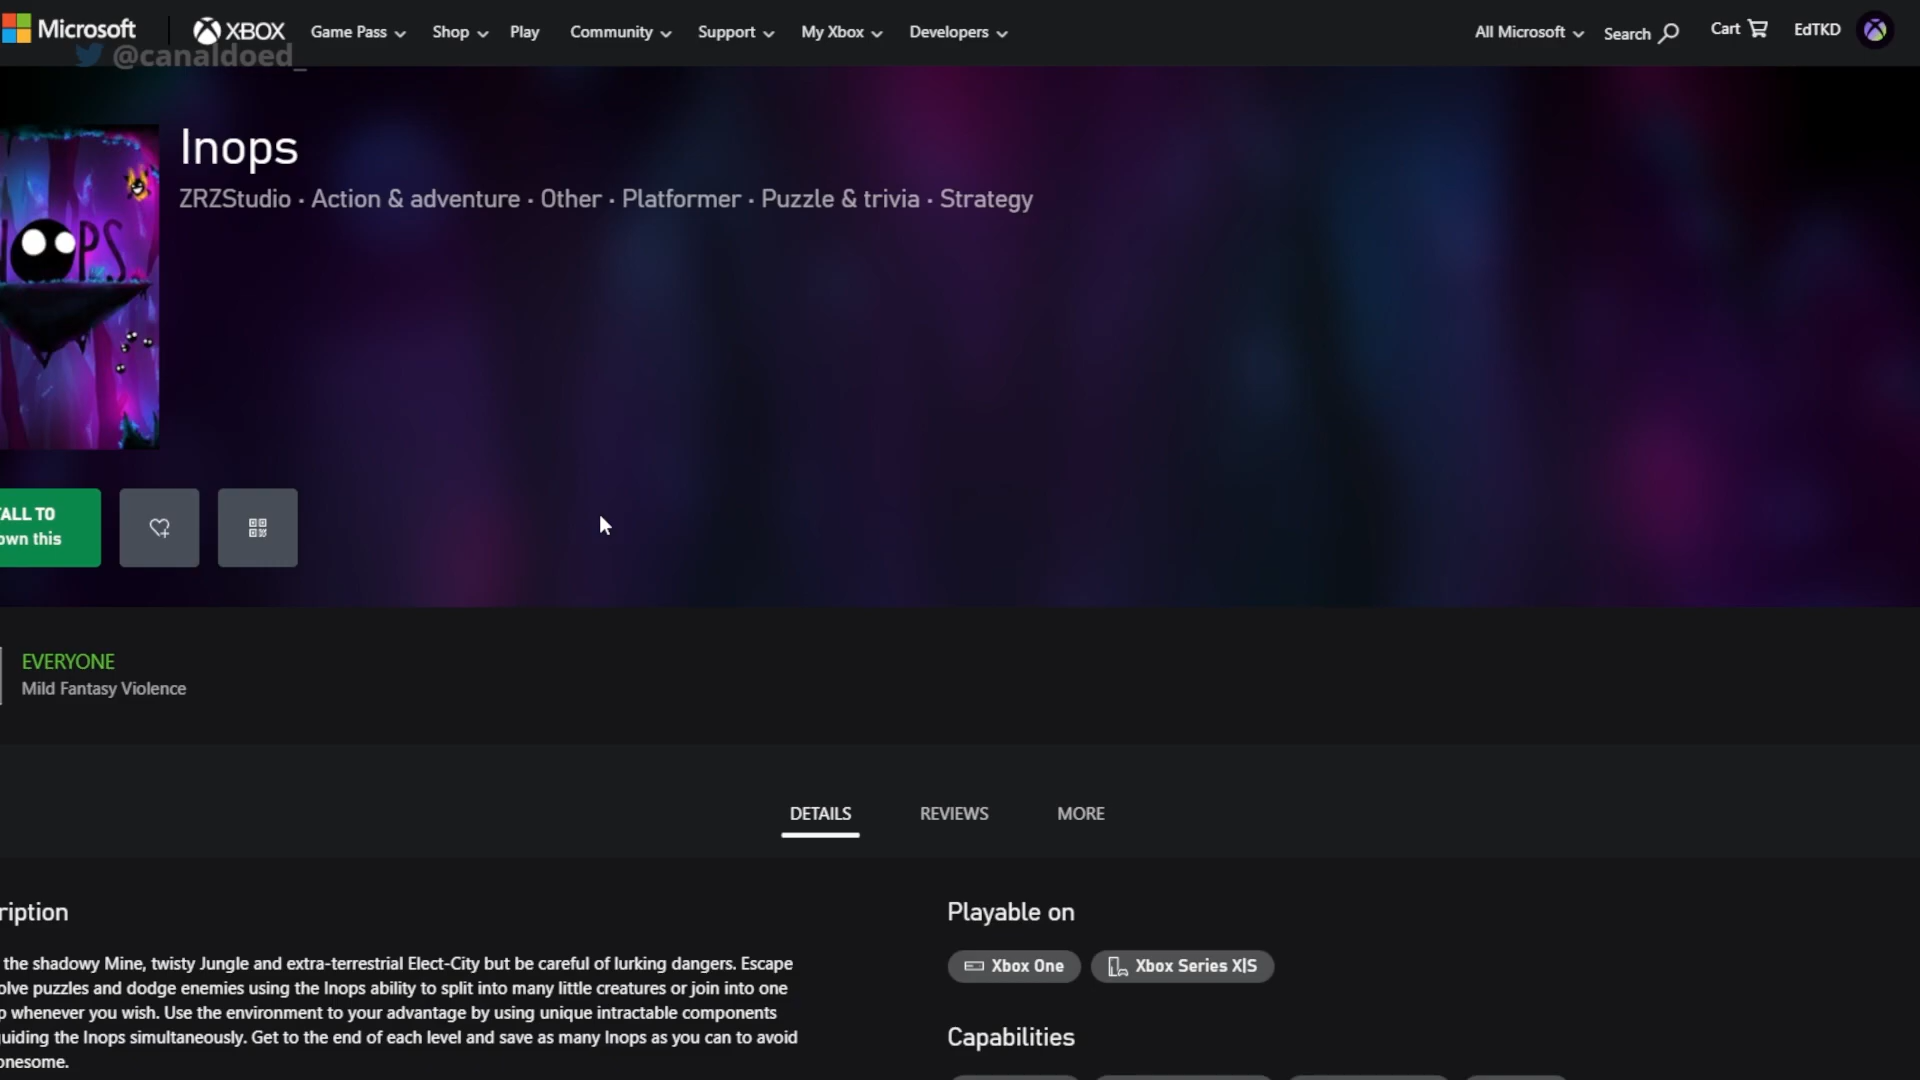 Microsoft
XBOX
Game Pass
Shop
Play
Community
Support
My Xbox
Developers
All Microsoft
Search
Cart
EdTKD
@canaldoed_
Inops
ZRZStudio • Action & adventure • Other • Platformer • Puzzle & trivia • Strategy
OPS
ALL TO
own this
EVERYONE
Mild Fantasy Violence
DETAILS
REVIEWS
MORE
ription
Playable on
the shadowy Mine, twisty Jungle and extra-terrestrial Elect-City but be careful of lurking dangers. Escape
olve puzzles and dodge enemies using the Inops ability to split into many little creatures or join into one
p whenever you wish. Use the environment to your advantage by using unique intractable components
uiding the Inops simultaneously. Get to the end of each level and save as many Inops as you can to avoid
onesome.
Xbox One
Xbox Series X|S
Capabilities